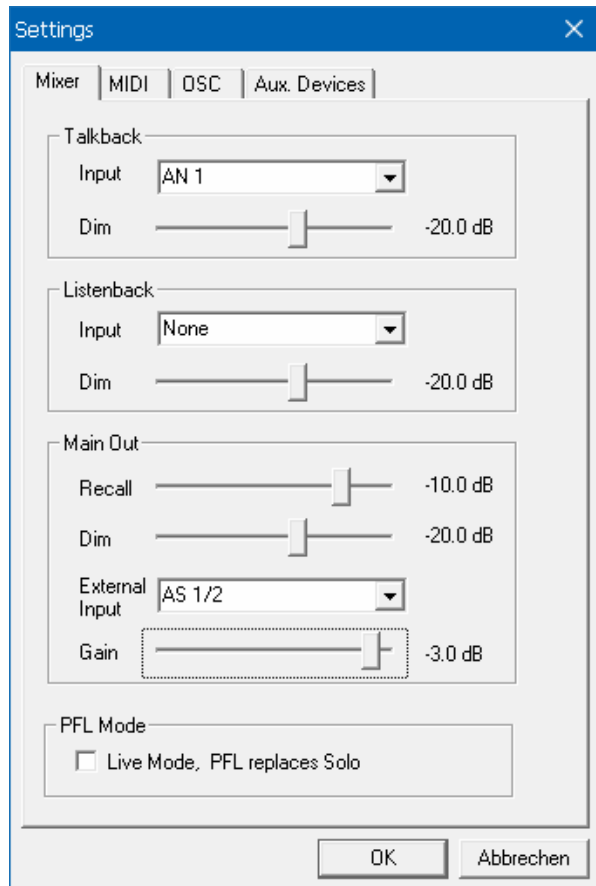 Settings
Mixer MIDI OSC Aux. Devices
Talkback
Input AN 1
Dim -20.0 dB
Listenback
Input None
Dim -20.0 dB
Main Out
Recall -10.0 dB
Dim -20.0 dB
External
Input AS 1/2
Gain -3.0 dB
PFL Mode
Live Mode, PFL replaces Solo
OK Abbrechen